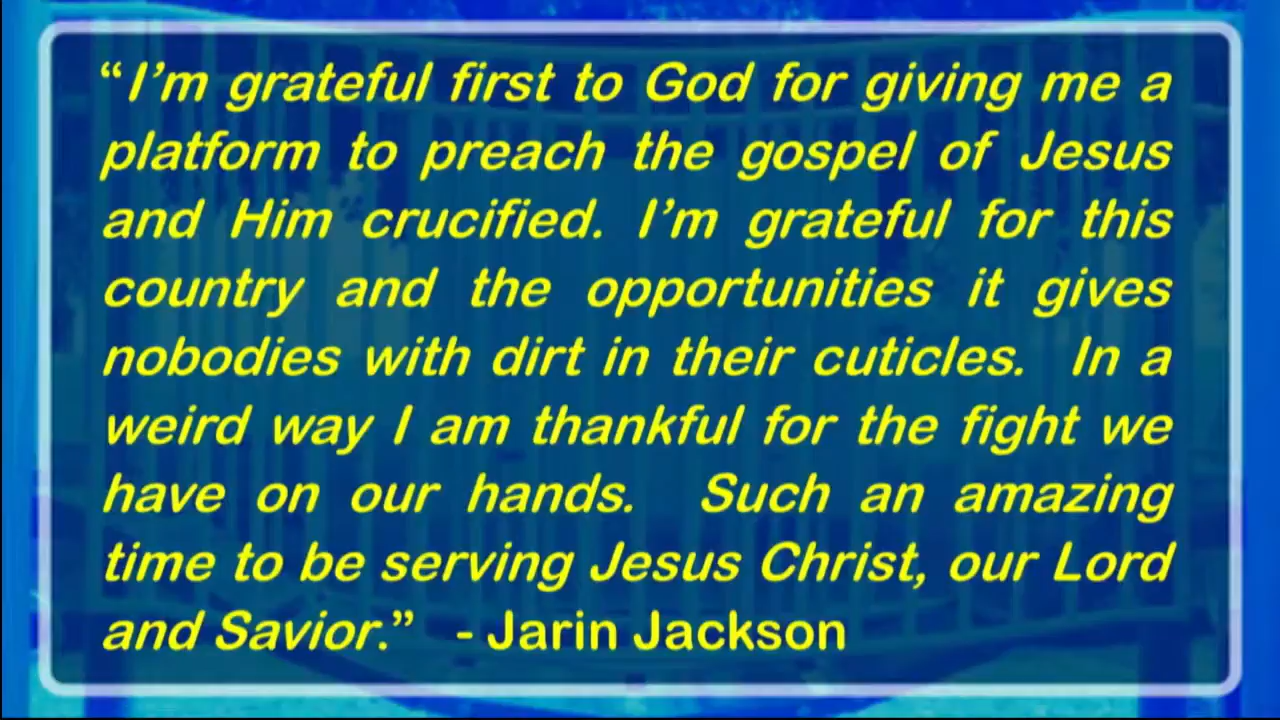 “I’m grateful first to God for giving me a
platform to preach the gospel of Jesus
and Him crucified. I’m grateful for this
country and the opportunities it gives
nobodies with dirt in their cuticles. In a
weird way I am thankful for the fight we
have on our hands. Such an amazing
time to be serving Jesus Christ, our Lord
and Savior.” - Jarin Jackson